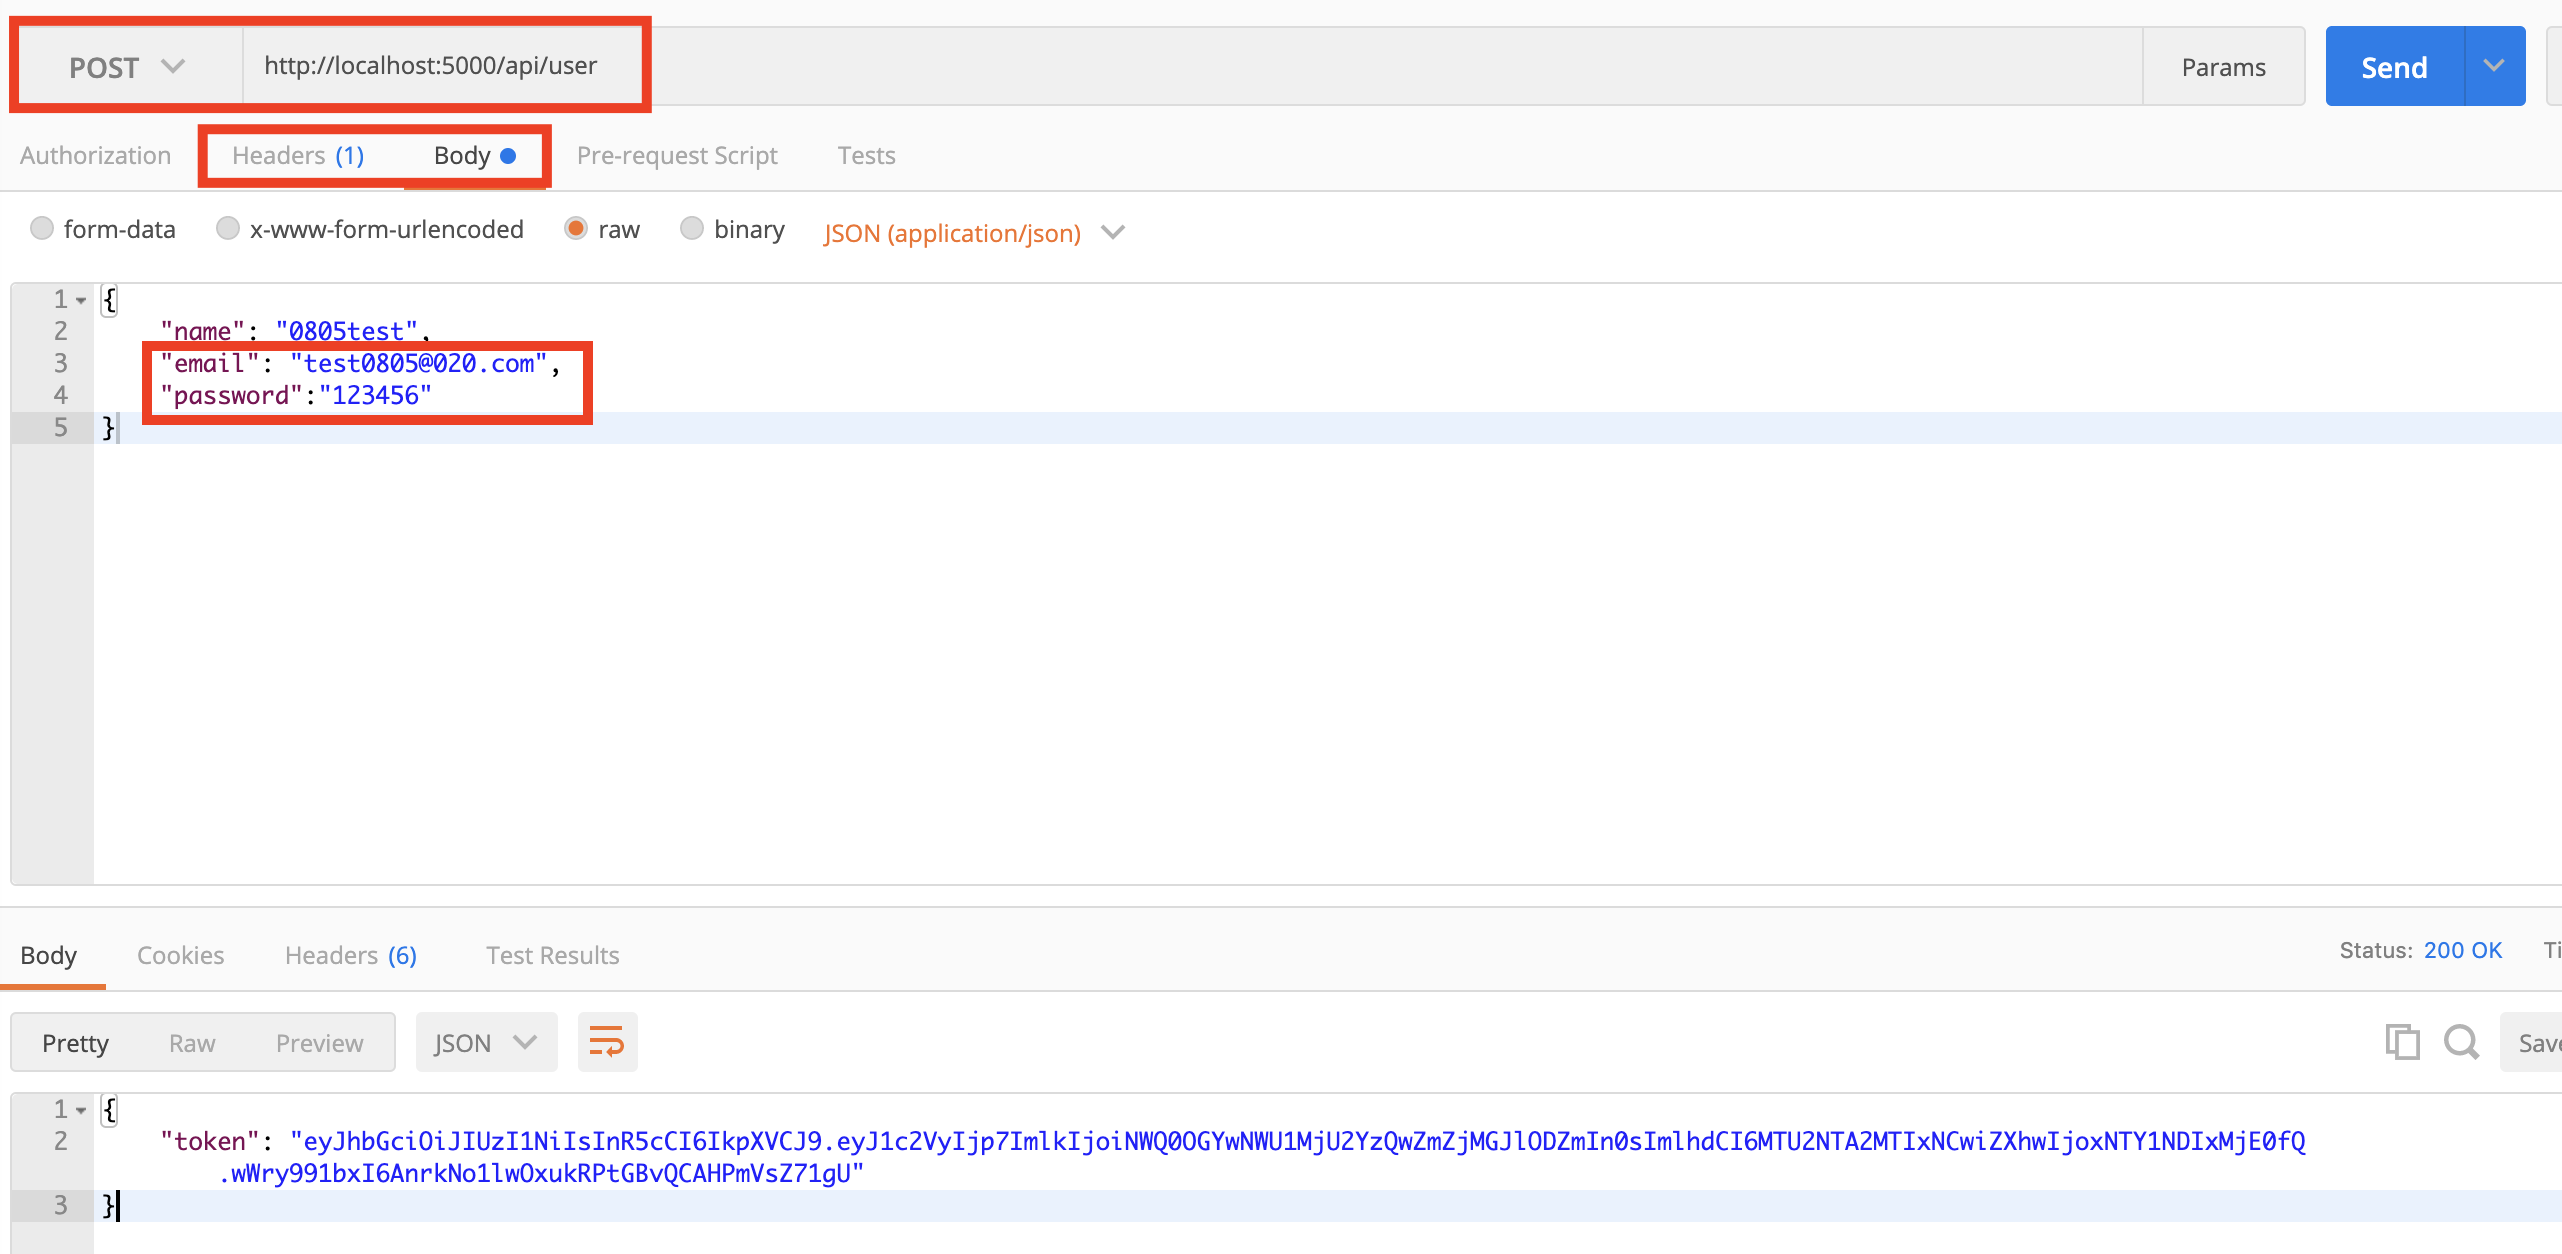 POST http://localhost:5000/api/user Params Send
Authorization Headers (1) Body Pre-request Script Tests
form-data x-www-form-urlencoded raw binary JSON (application/json)
1 {
2 "name": "0805test",
3 "email": "test0805@020.com",
4 "password":"123456"
5 }
Body Cookies Headers (6) Test Results Status: 200 OK Ti
Pretty Raw Preview JSON Save
1 {
2 "token": "eyJhbGciOiJIUzI1NiIsInR5cCI6IkpXVCJ9.eyJ1c2VyIjp7ImlkIjoiNWQ0OGYwNWU1MjU2YzQwZmZjMGJlODZmIn0sImlhdCI6MTU2NTA2MTIxNCwiZXhwIjoxNTY1NDIxMjE0fQ
.wWry991bxI6AnrkNo1lwOxukRPtGBvQCAHPmVsZ71gU"
3 }